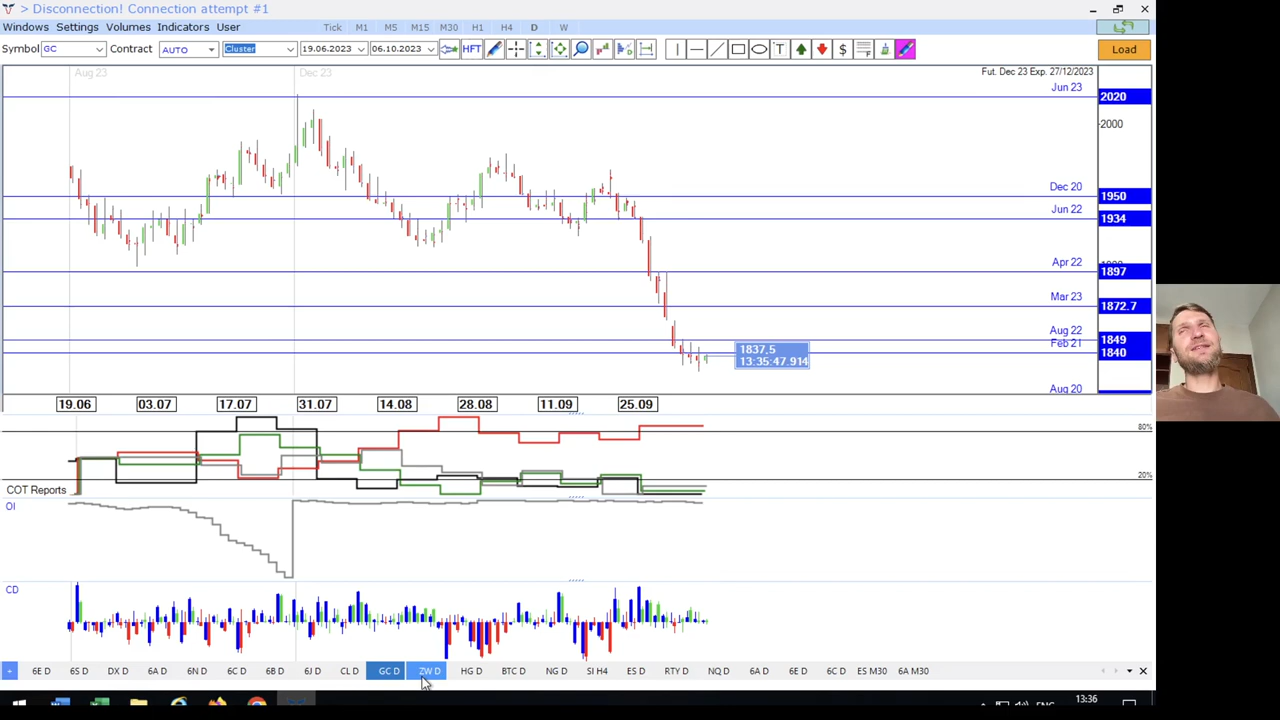 > Disconnection! Connection attempt #1
Windows Settings Volumes Indicators User Tick M1 M5 M15 M30 H1 H4 D W
Symbol GC Contract AUTO Cluster 19.06.2023 06.10.2023 HFT T $ Load
Aug 23 Dec 23 Fut. Dec 23 Exp. 27/12/2023
Jun 23 2020
2000
Dec 20 1950
Jun 22 1934
Apr 22 1897
Mar 23 1872.7
Aug 22 1849
Feb 21 1840
1837,5
13:35:47.914
Aug 20
19.06 03.07 17.07 31.07 14.08 28.08 11.09 25.09
80%
20%
COT Reports
OI
CD
+ 6E D 6S D DX D 6A D 6N D 6C D 6B D 6J D CL D GC D ZW D HG D BTC D NG D SI H4 ES D RTY D NQ D 6A D 6E D 6C D ES M30 6A M30
13:36